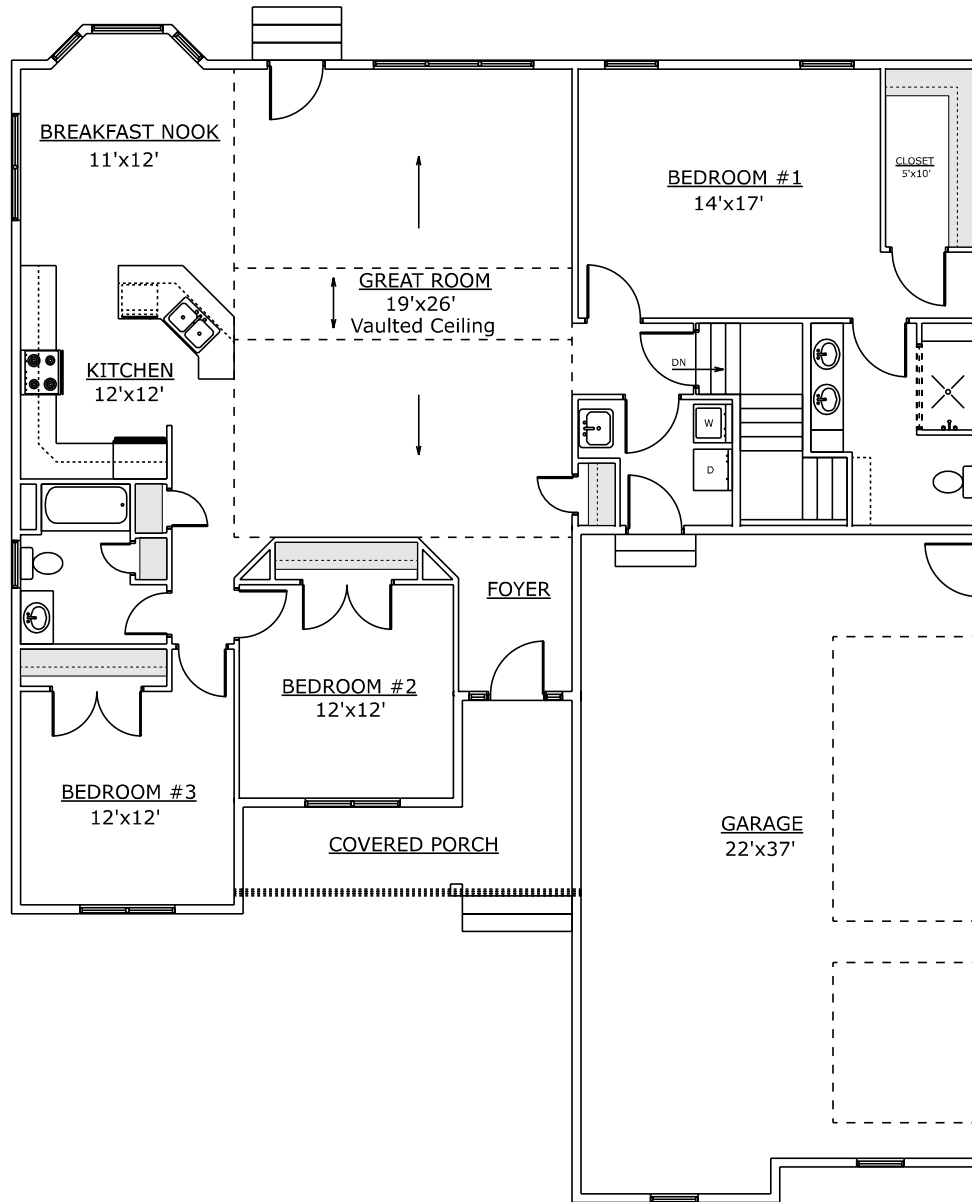 BREAKFAST NOOK
11'x12'
BEDROOM #1
14'x17'
CLOSET
5'x10'
GREAT ROOM
19'x26'
Vaulted Ceiling
KITCHEN
12'x12'
DN
W
D
FOYER
BEDROOM #2
12'x12'
BEDROOM #3
12'x12'
COVERED PORCH
GARAGE
22'x37'